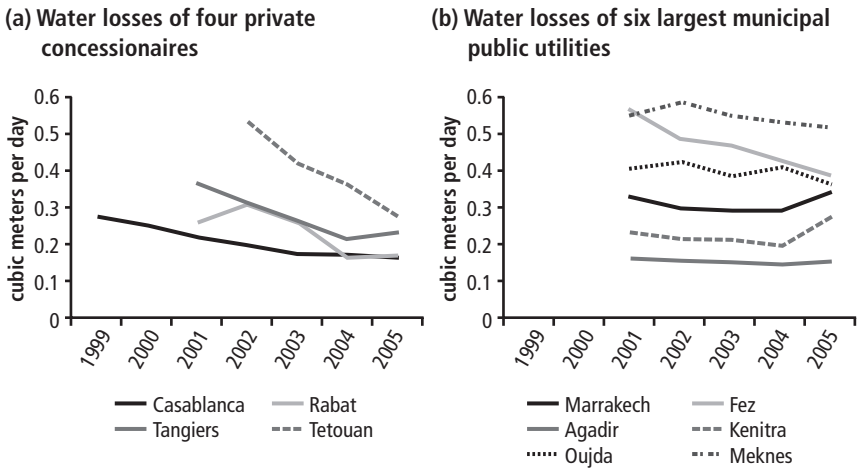 (a) Water losses of four private
concessionaires
cubic meters per day
0.6
0.5
0.4
0.3
0.2
0.1
0
1999
2000
2001
2002
2003
2004
2005
Casablanca
Rabat
Tangiers
Tetouan
(b) Water losses of six largest municipal
public utilities
cubic meters per day
0.6
0.5
0.4
0.3
0.2
0.1
0
1999
2000
2001
2002
2003
2004
2005
Marrakech
Fez
Agadir
Kenitra
Oujda
Meknes